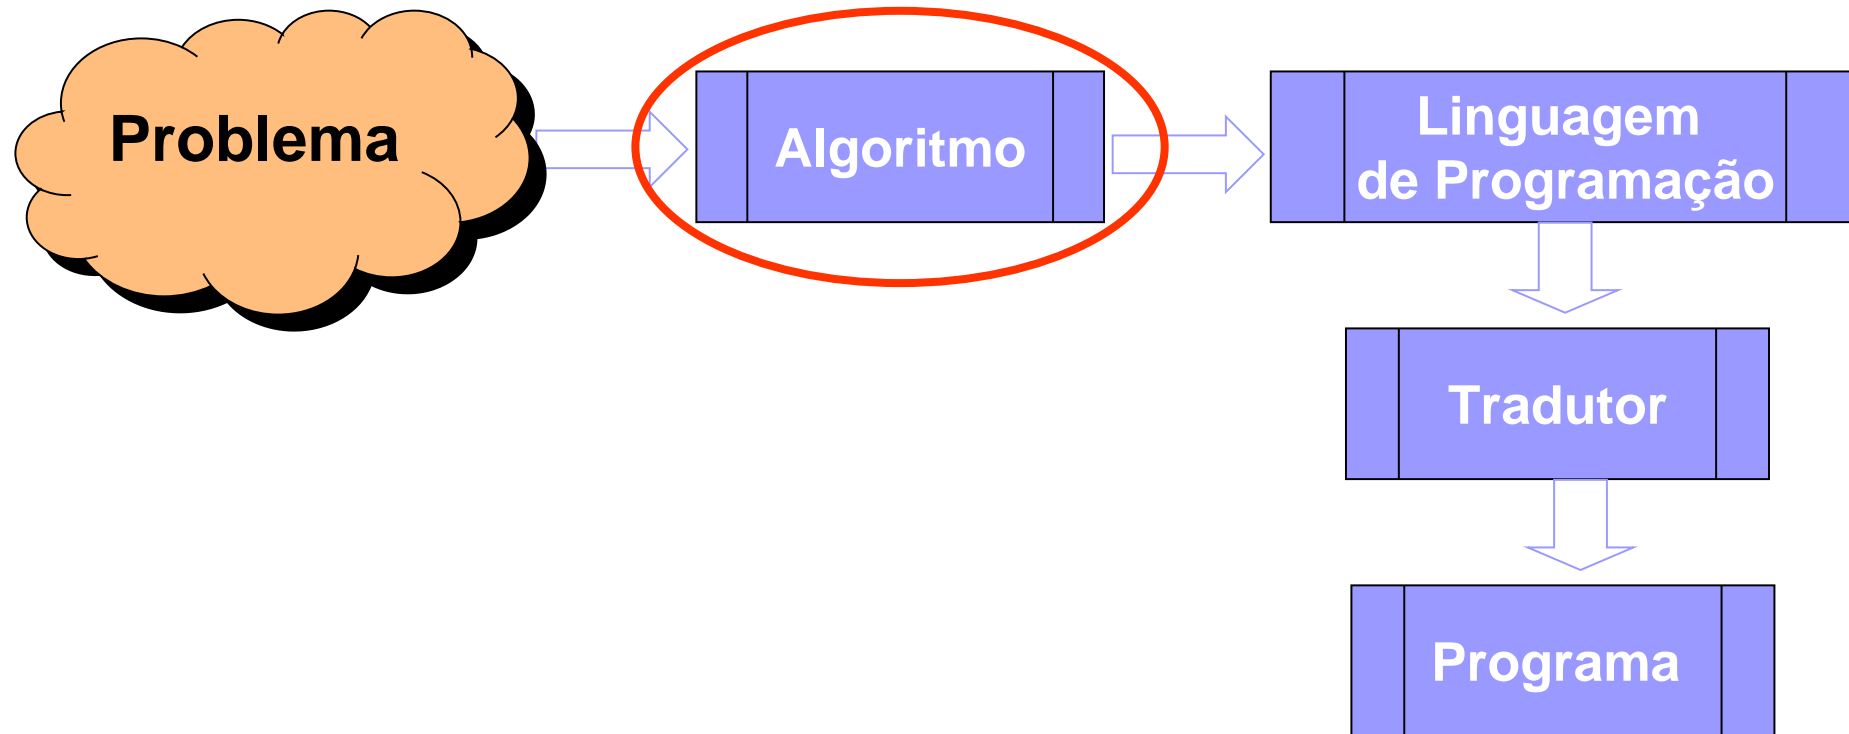 Problema
Algoritmo
Linguagem
de Programação
Tradutor
Programa